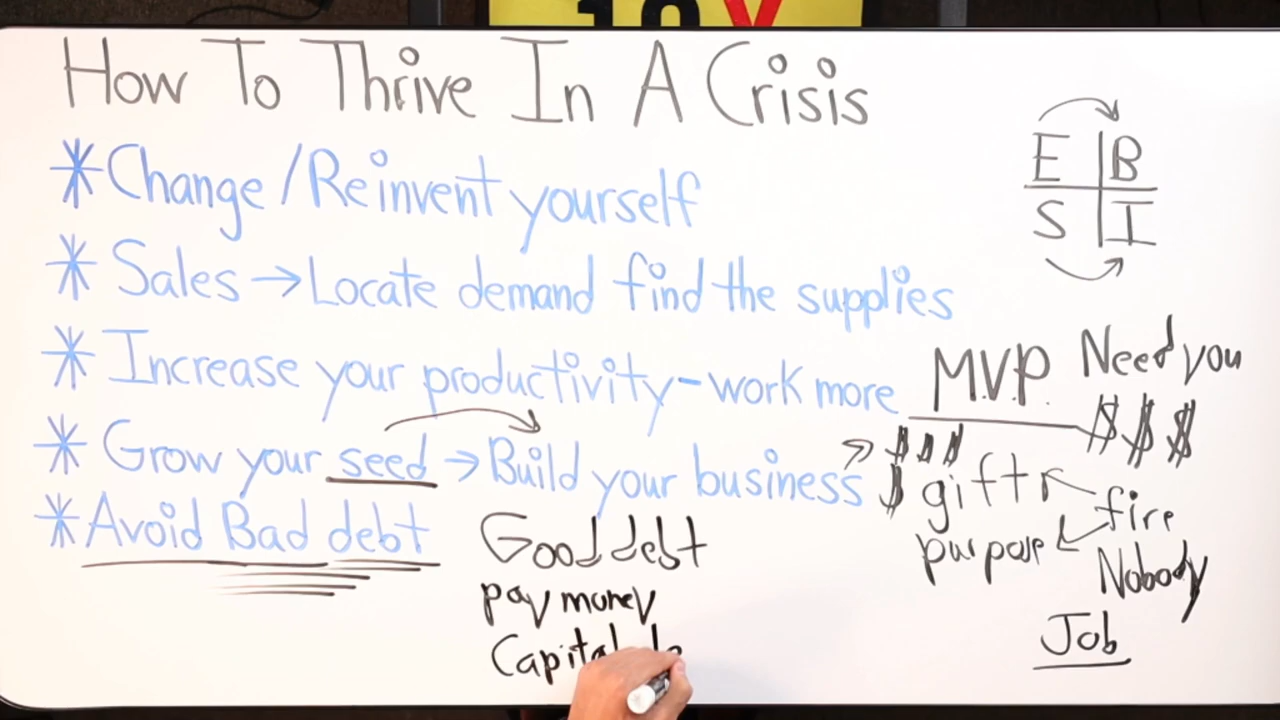 How To Thrive In A Crisis
* Change / Reinvent yourself
* Sales → Locate demand find the supplies
* Increase your productivity - work more
* Grow your seed → Build your business
* Avoid Bad debt
Good debt
pay money
Capital
E B
S I
M.V.P. Need you
$$$
$
gift
purpose
fire
Nobody
Job